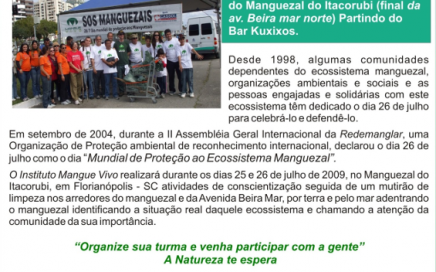 SOS MANGUEZAIS
do Manguezal do Itacorubi (final da
av. Beira mar norte) Partindo do
Bar Kuxixos.
Desde 1998, algumas comunidades
dependentes do ecossistema manguezal,
organizações ambientais e sociais e as
pessoas engajadas e solidárias com este
ecossistema têm dedicado o dia 26 de julho
para celebrá-lo e defendê-lo.
Em setembro de 2004, durante a II Assembléia Geral Internacional da Redemanglar, uma
Organização de Proteção ambiental de reconhecimento internacional, declarou o dia 26 de
julho como o dia “Mundial de Proteção ao Ecossistema Manguezal”.
O Instituto Mangue Vivo realizará durante os dias 25 e 26 de julho de 2009, no Manguezal do
Itacorubi, em Florianópolis - SC atividades de conscientização seguida de um mutirão de
limpeza nos arredores do manguezal e da Avenida Beira Mar, por terra e pelo mar adentrando
o manguezal identificando a situação real daquele ecossistema e chamando a atenção da
comunidade da sua importância.
“Organize sua turma e venha participar com a gente”
A Natureza te espera